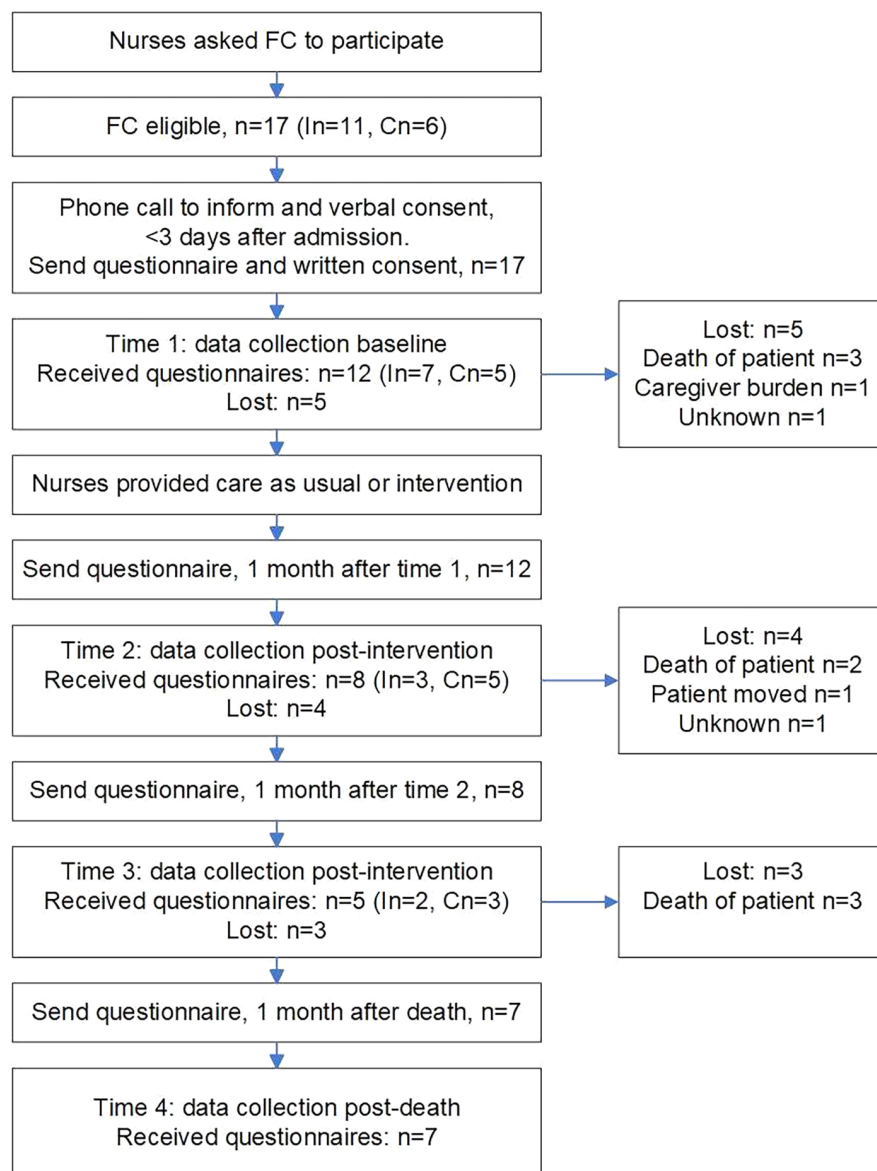 Nurses asked FC to participate
FC eligible, n=17 (In=11, Cn=6)
Phone call to inform and verbal consent,
<3 days after admission.
Send questionnaire and written consent, n=17
Time 1: data collection baseline
Received questionnaires: n=12 (In=7, Cn=5)
Lost: n=5
Lost: n=5
Death of patient n=3
Caregiver burden n=1
Unknown n=1
Nurses provided care as usual or intervention
Send questionnaire, 1 month after time 1, n=12
Time 2: data collection post-intervention
Received questionnaires: n=8 (In=3, Cn=5)
Lost: n=4
Lost: n=4
Death of patient n=2
Patient moved n=1
Unknown n=1
Send questionnaire, 1 month after time 2, n=8
Time 3: data collection post-intervention
Received questionnaires: n=5 (In=2, Cn=3)
Lost: n=3
Lost: n=3
Death of patient n=3
Send questionnaire, 1 month after death, n=7
Time 4: data collection post-death
Received questionnaires: n=7